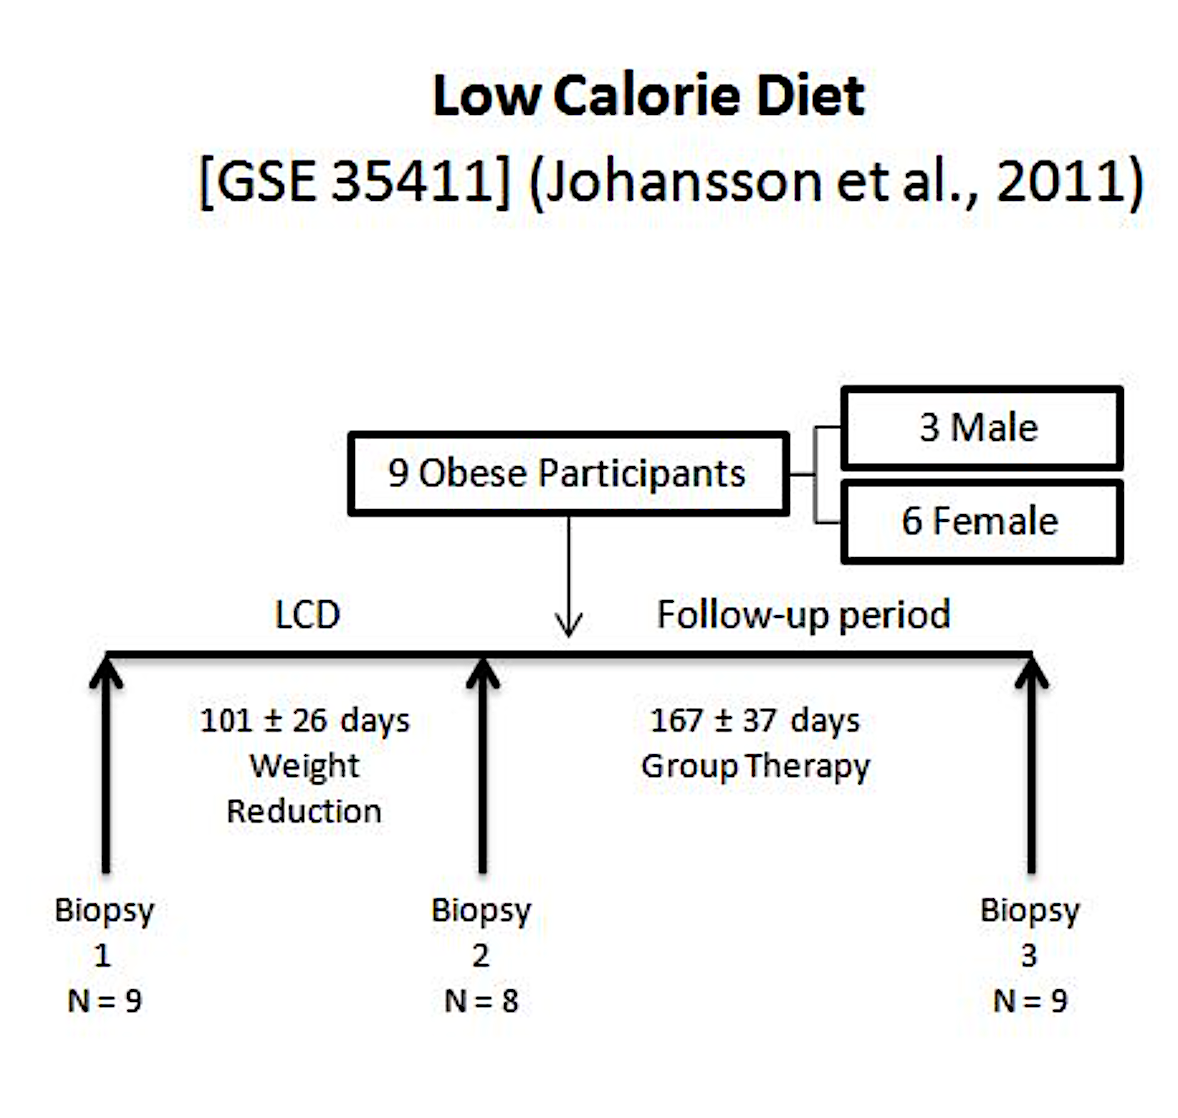 Low Calorie Diet
[GSE 35411] (Johansson et al., 2011)
9 Obese Participants
3 Male
6 Female
LCD
Follow-up period
101 ± 26 days
Weight
Reduction
167 ± 37 days
Group Therapy
Biopsy
1
N = 9
Biopsy
2
N = 8
Biopsy
3
N = 9